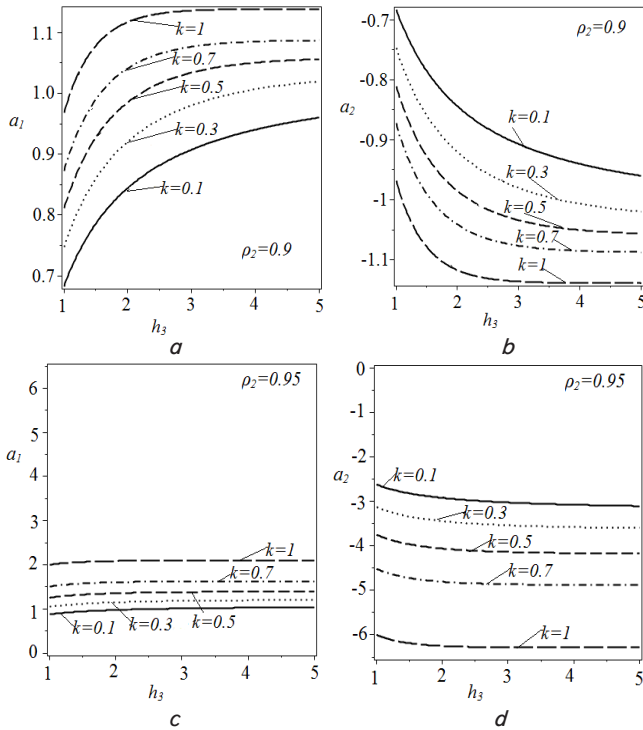 1.1
1.0
0.9
0.8
0.7
a₁
k=1
k=0.7
k=0.5
k=0.3
k=0.1
ρ₂=0.9
1 2 3 4 5
h₃
a
-0.7
-0.8
-0.9
-1
-1.1
a₂
ρ₂=0.9
k=0.1
k=0.3
k=0.5
k=0.7
k=1
1 2 3 4 5
h₃
b
6
5
4
3
2
1
0
a₁
ρ₂=0.95
k=1
k=0.7
k=0.1 k=0.3 k=0.5
1 2 3 4 5
h₃
c
0
-1
-2
-3
-4
-5
-6
a₂
ρ₂=0.95
k=0.1
k=0.3
k=0.5
k=0.7
k=1
1 2 3 4 5
h₃
d